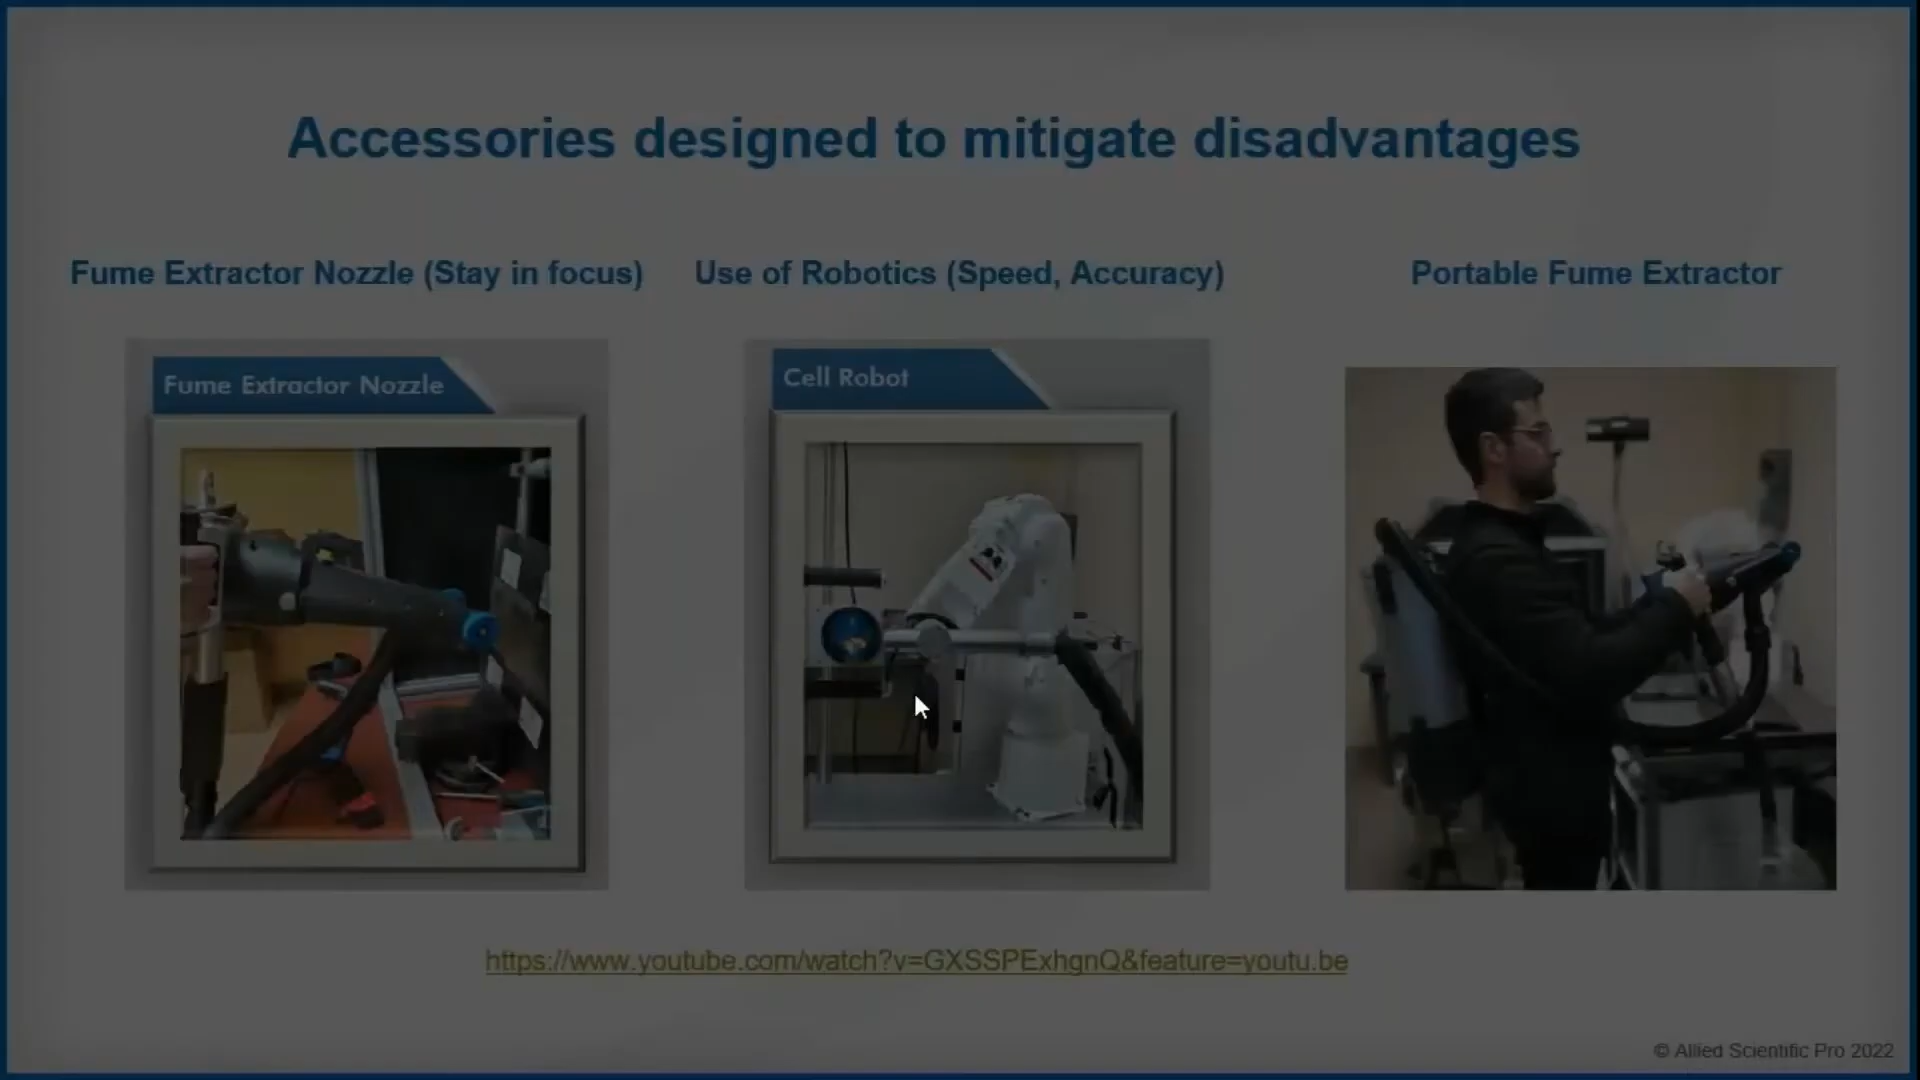 Accessories designed to mitigate disadvantages
Fume Extractor Nozzle (Stay in focus)
Use of Robotics (Speed, Accuracy)
Portable Fume Extractor
Fume Extractor Nozzle
Cell Robot
https://www.youtube.com/watch?v=GXSSPExhgnQ&feature=youtu.be
© Allied Scientific Pro 2022